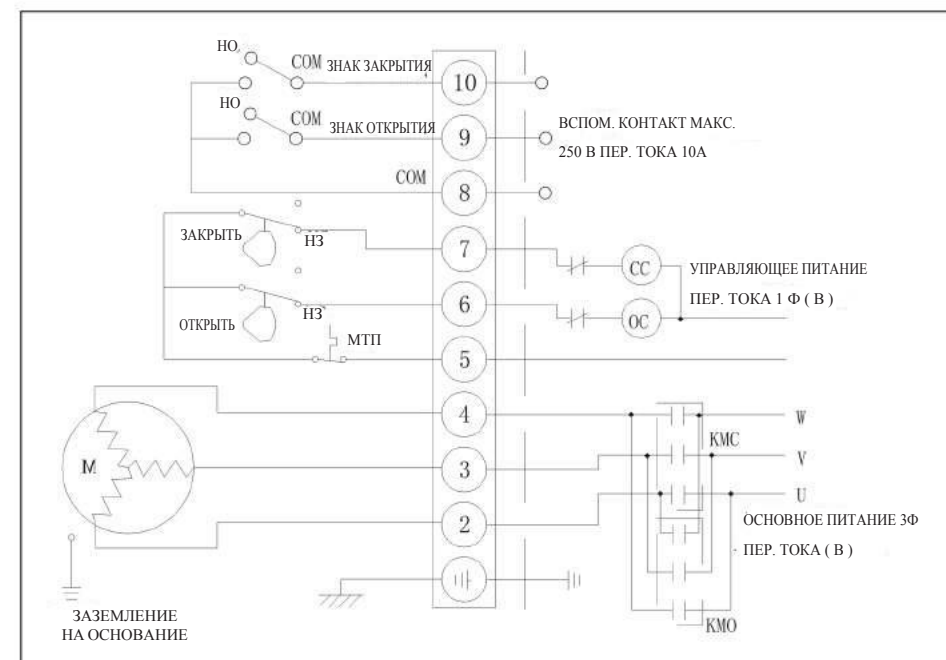 НО
COM ЗНАК ЗАКРЫТИЯ
10
НО
COM ЗНАК ОТКРЫТИЯ
9
ВСПОМ. КОНТАКТ МАКС.
250 В ПЕР. ТОКА 10А
COM
8
ЗАКРЫТЬ
НЗ
7
CC
УПРАВЛЯЮЩЕЕ ПИТАНИЕ
ПЕР. ТОКА 1 Ф ( В )
ОТКРЫТЬ
НЗ
6
OC
МТП
5
4
W
KMC
M
3
V
2
U
ОСНОВНОЕ ПИТАНИЕ 3Ф
ПЕР. ТОКА ( В )
KMO
ЗАЗЕМЛЕНИЕ
НА ОСНОВАНИЕ